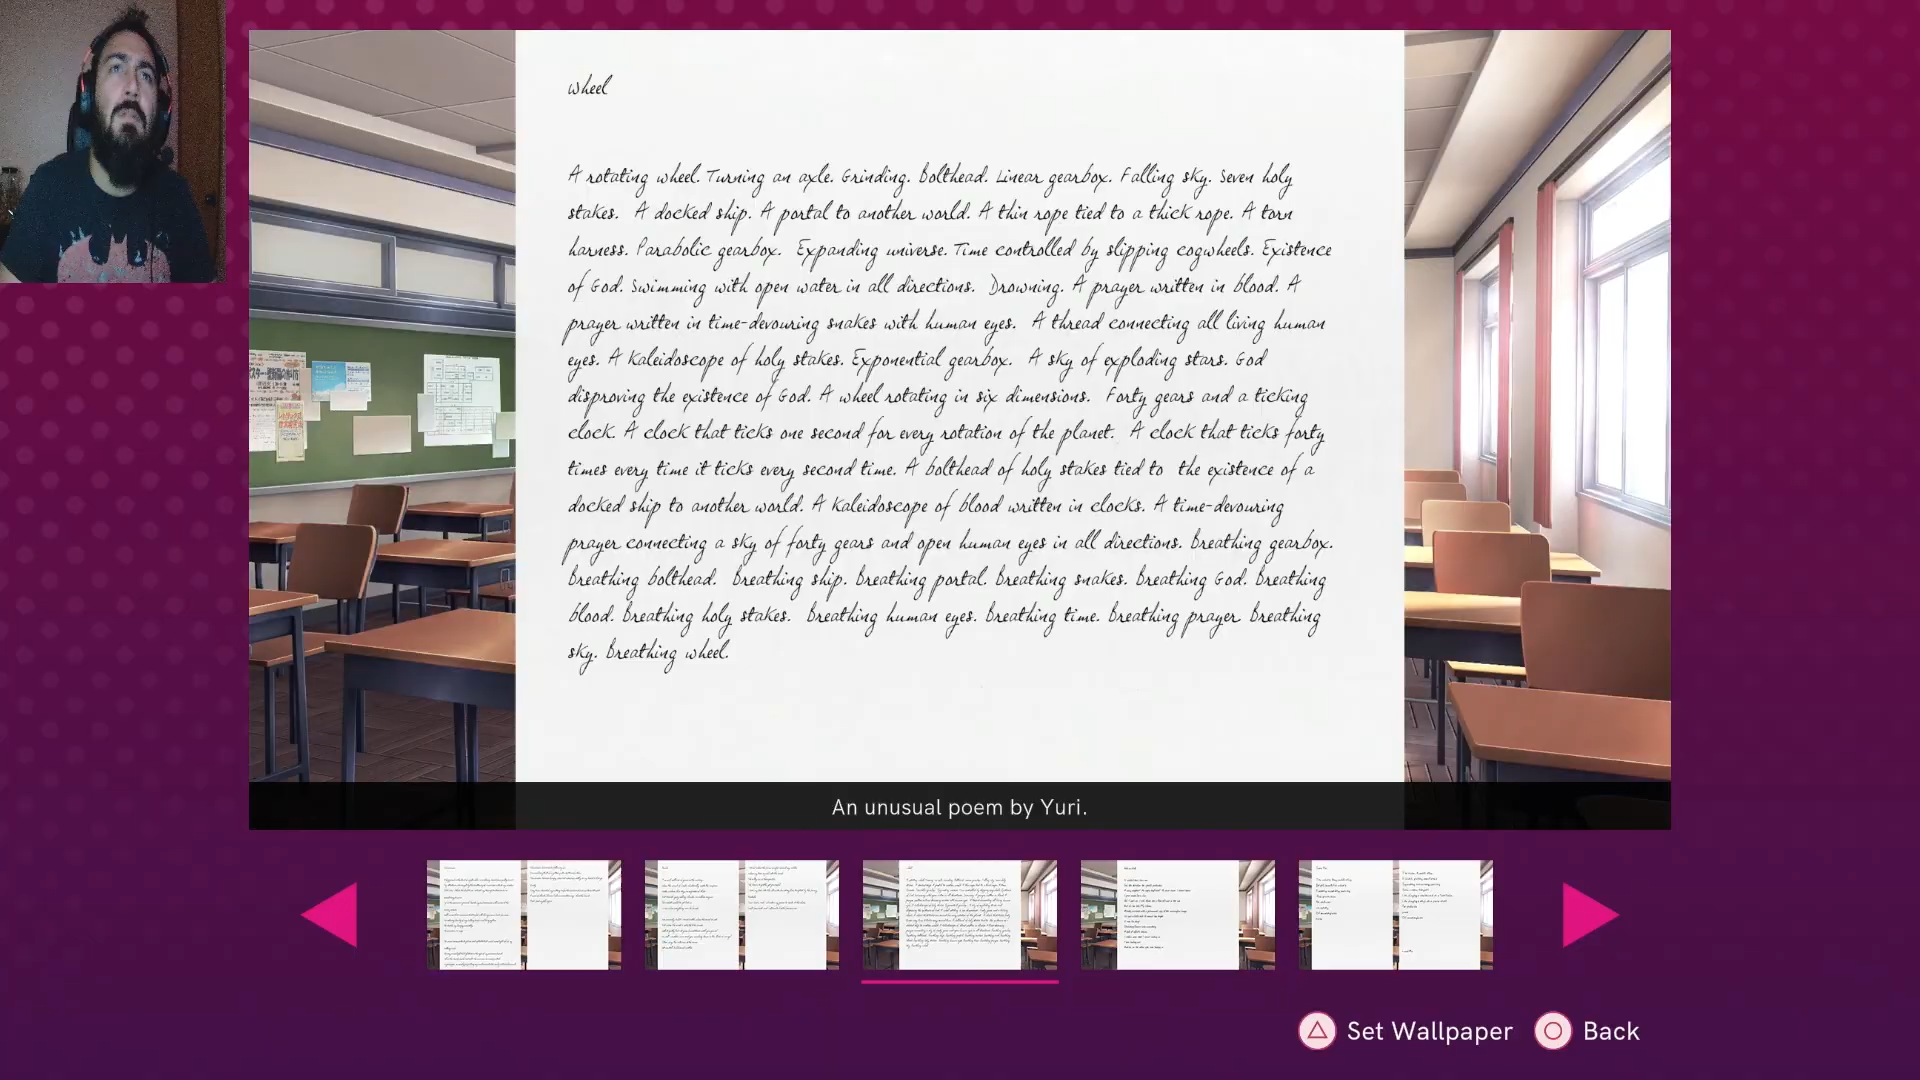 wheel
A rotating wheel. Turning an axle. Grinding. Bolthead. Linear gearbox. Falling sky. Seven holy
stakes. A docked ship. A portal to another world. A thin rope tied to a thick rope. A torn
harness. Parabolic gearbox. Expanding universe. Time controlled by slipping cogwheels. Existence
of God. Swimming with open water in all directions. Drowning. A prayer written in blood. A
prayer written in time-devouring snakes with human eyes. A thread connecting all living human
eyes. A kaleidoscope of holy stakes. Exponential gearbox. A sky of exploding stars. God
disproving the existence of God. A wheel rotating in six dimensions. Forty gears and a ticking
clock. A clock that ticks one second for every rotation of the planet. A clock that ticks forty
times every time it ticks every second time. A bolthead of holy stakes tied to the existence of a
docked ship to another world. A kaleidoscope of blood written in clocks. A time-devouring
prayer connecting a sky of forty gears and open human eyes in all directions. Breathing gearbox.
Breathing bolthead. Breathing ship. Breathing portal. Breathing snakes. Breathing God. Breathing
blood. Breathing holy stakes. Breathing human eyes. Breathing time. Breathing prayer Breathing
sky. Breathing wheel.
An unusual poem by Yuri.
Set Wallpaper
Back